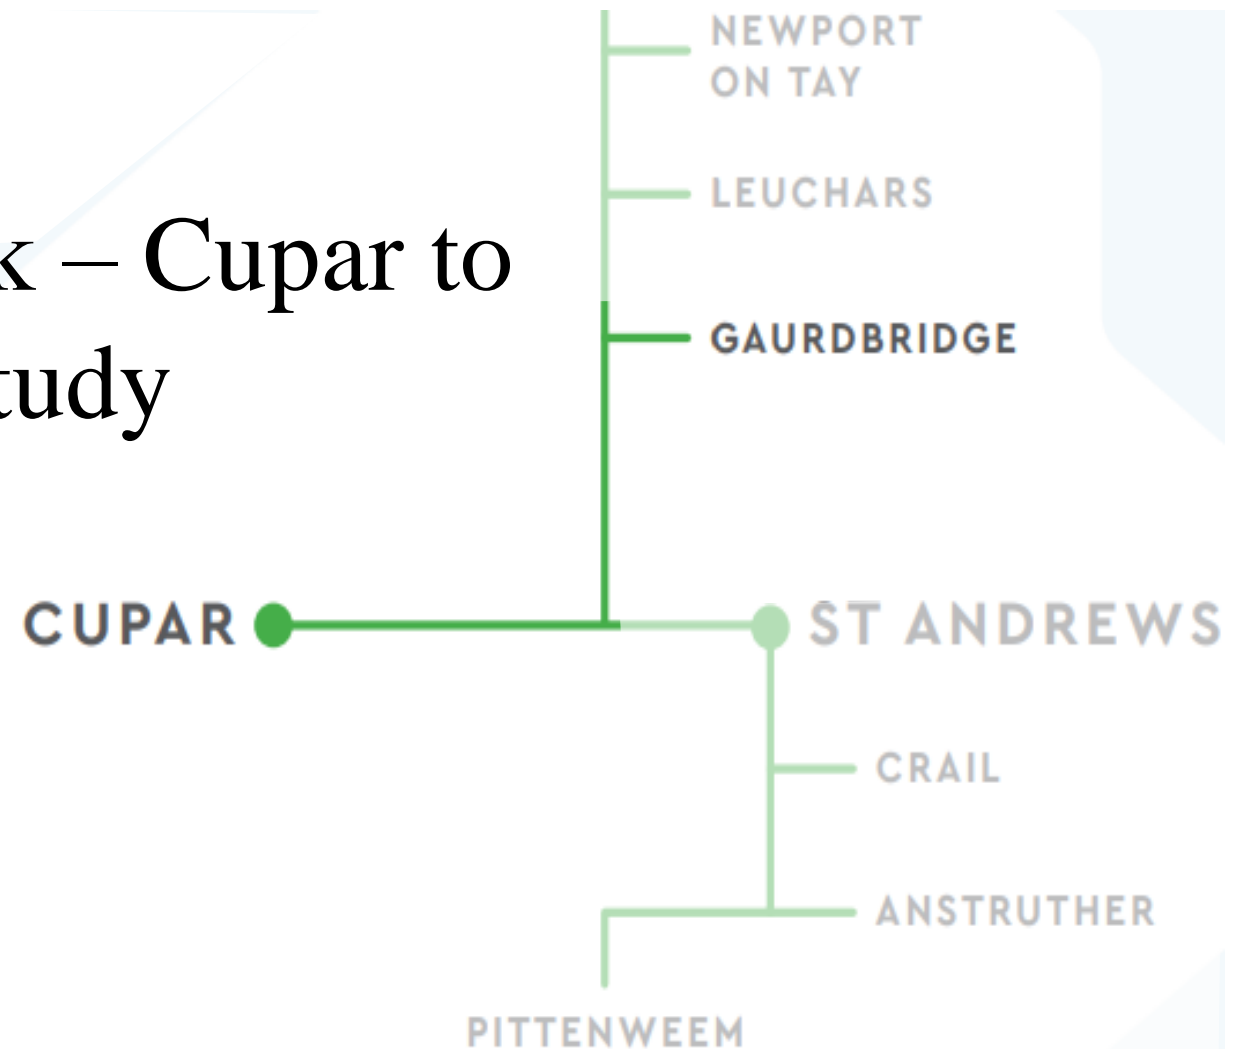 NEWPORT
ON TAY
LEUCHARS
k – Cupar to
GAURDBRIDGE
tudy
CUPAR
ST ANDREWS
CRAIL
ANSTRUTHER
PITTENWEEM